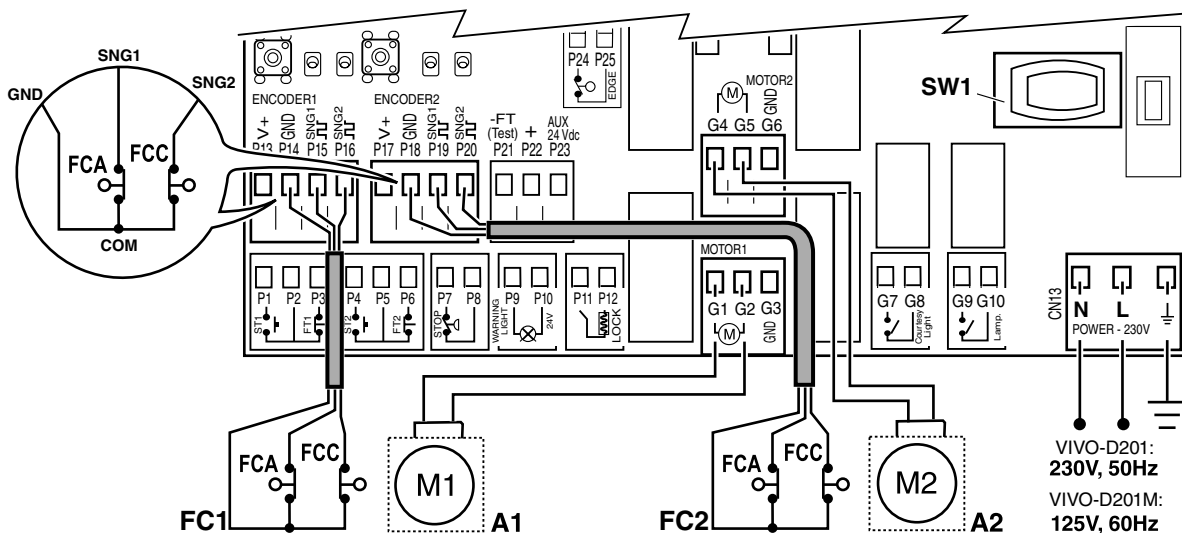 SNG1
SNG2
GND
FCA
FCC
COM
P24 P25
EDGE
MOTOR2
M
GND
G4 G5 G6
SW1
ENCODER1
V+
GND
SNG1
SNG2
P13 P14 P15 P16
ENCODER2
V+
GND
SNG1
SNG2
P17 P18 P19 P20
-FT
(Test)
+
AUX
24 Vdc
P21 P22 P23
MOTOR1
P1 P2 P3 P4 P5 P6
ST1
FT1
ST2
FT2
P7 P8
STOP
P9 P10
WARNING
LIGHT
24V
P11 P12
LOCK
G1 G2 G3
M
GND
G7 G8
Courtesy
Light
G9 G10
Lamp.
CN13
N L
POWER - 230V
FCA
FCC
FC1
M1
A1
FCA
FCC
FC2
M2
A2
VIVO-D201:
230V, 50Hz
VIVO-D201M:
125V, 60Hz